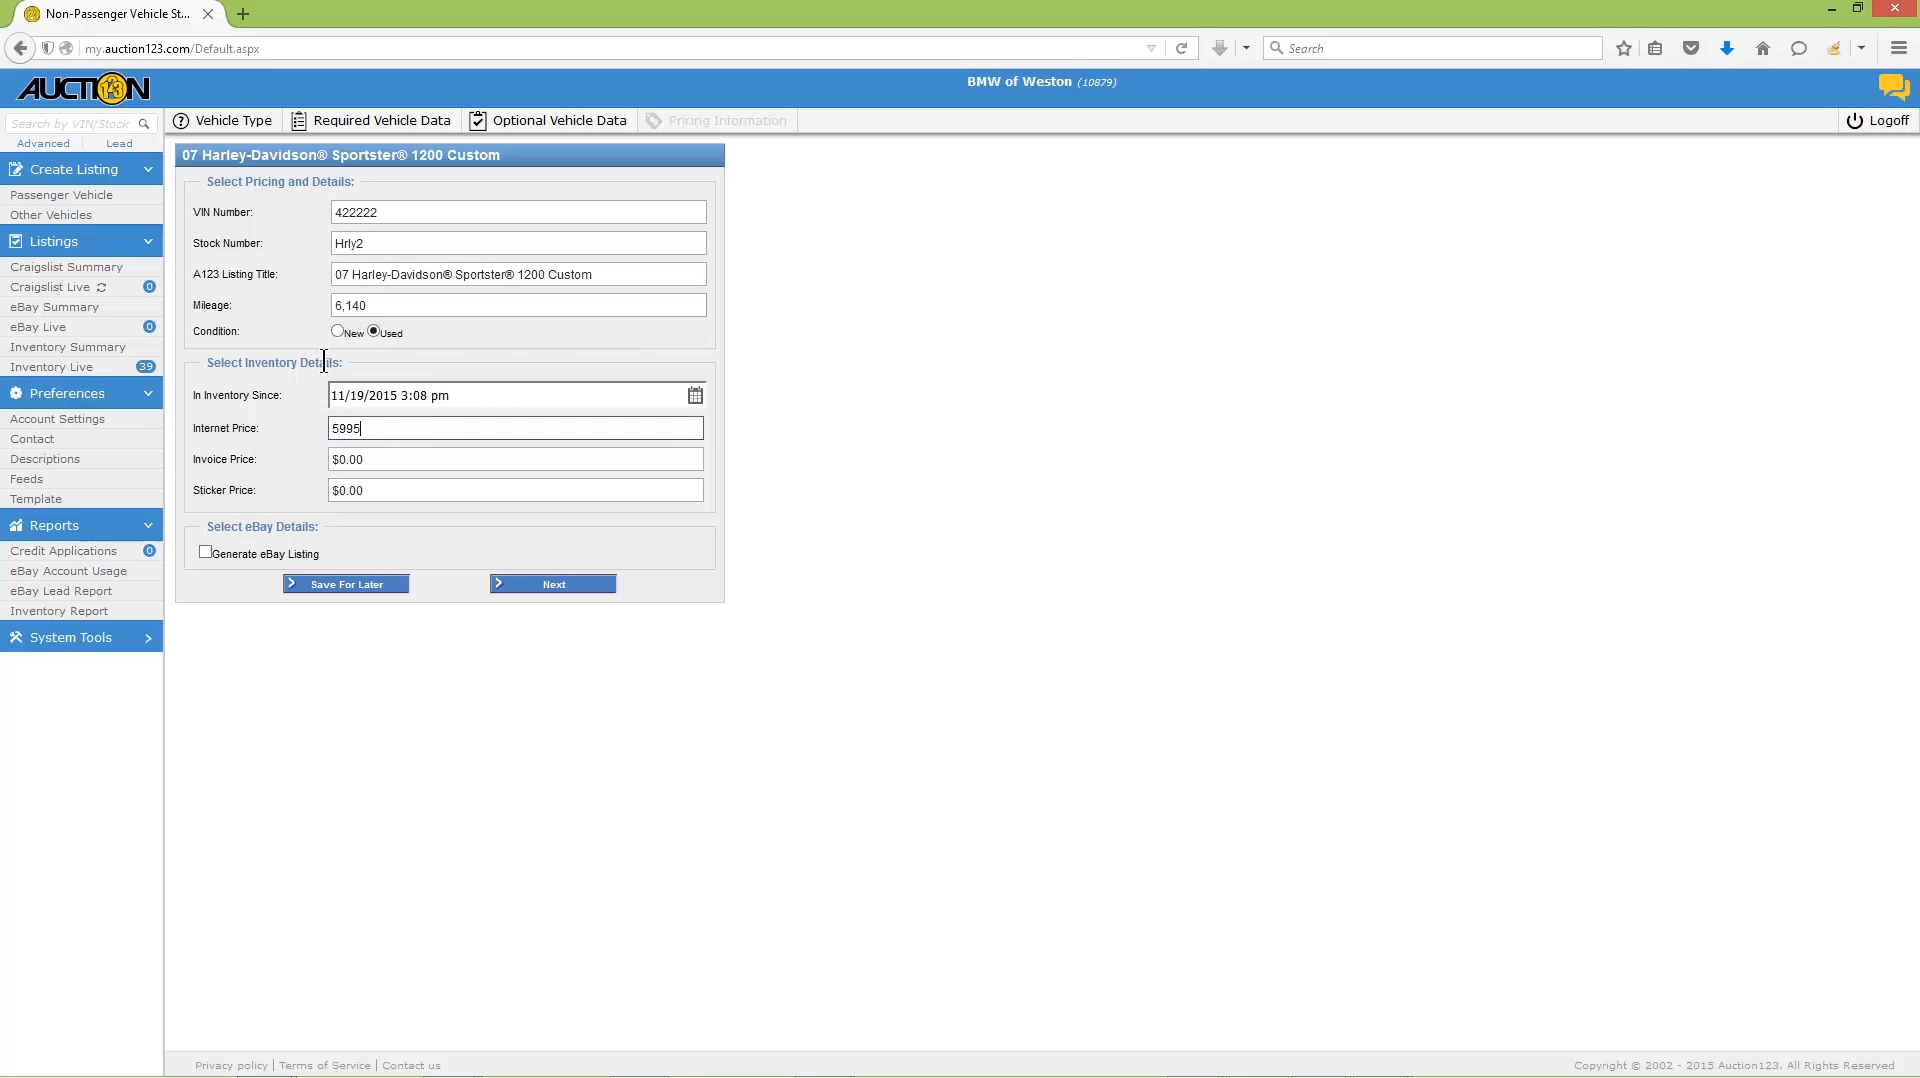 Non-Passenger Vehicle St...
my.auction123.com/Default.aspx
Search
AUCTION 123
BMW of Weston (10879)
Search by VIN/Stock
Advanced Lead
Vehicle Type Required Vehicle Data Optional Vehicle Data Pricing Information Logoff
Create Listing
Passenger Vehicle
Other Vehicles
Listings
Craigslist Summary
Craigslist Live 0
eBay Summary
eBay Live 0
Inventory Summary
Inventory Live 39
Preferences
Account Settings
Contact
Descriptions
Feeds
Template
Reports
Credit Applications 0
eBay Account Usage
eBay Lead Report
Inventory Report
System Tools
07 Harley-Davidson® Sportster® 1200 Custom
Select Pricing and Details:
VIN Number: 422222
Stock Number: Hrly2
A123 Listing Title: 07 Harley-Davidson® Sportster® 1200 Custom
Mileage: 6,140
Condition: New Used
Select Inventory Details:
In Inventory Since: 11/19/2015 3:08 pm
Internet Price: 5995
Invoice Price: $0.00
Sticker Price: $0.00
Select eBay Details:
Generate eBay Listing
Save For Later Next
Privacy policy | Terms of Service | Contact us
Copyright © 2002 - 2015 Auction123. All Rights Reserved